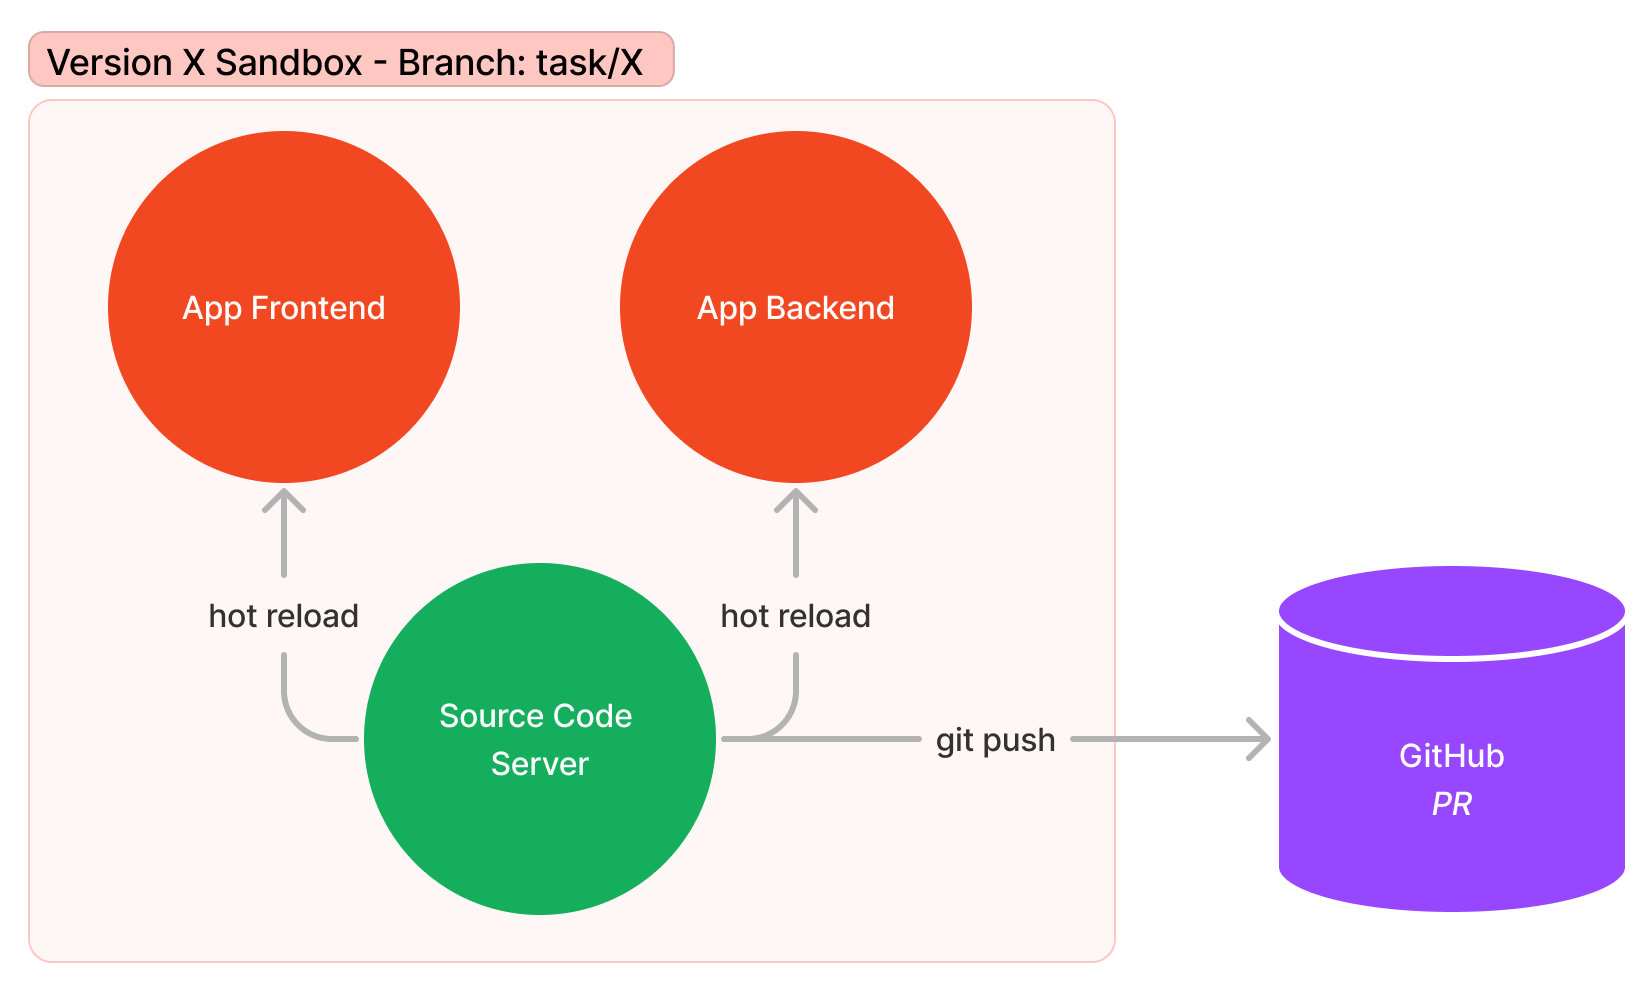 Version X Sandbox - Branch: task/X
App Frontend
App Backend
hot reload
hot reload
Source Code
Server
git push
GitHub
PR